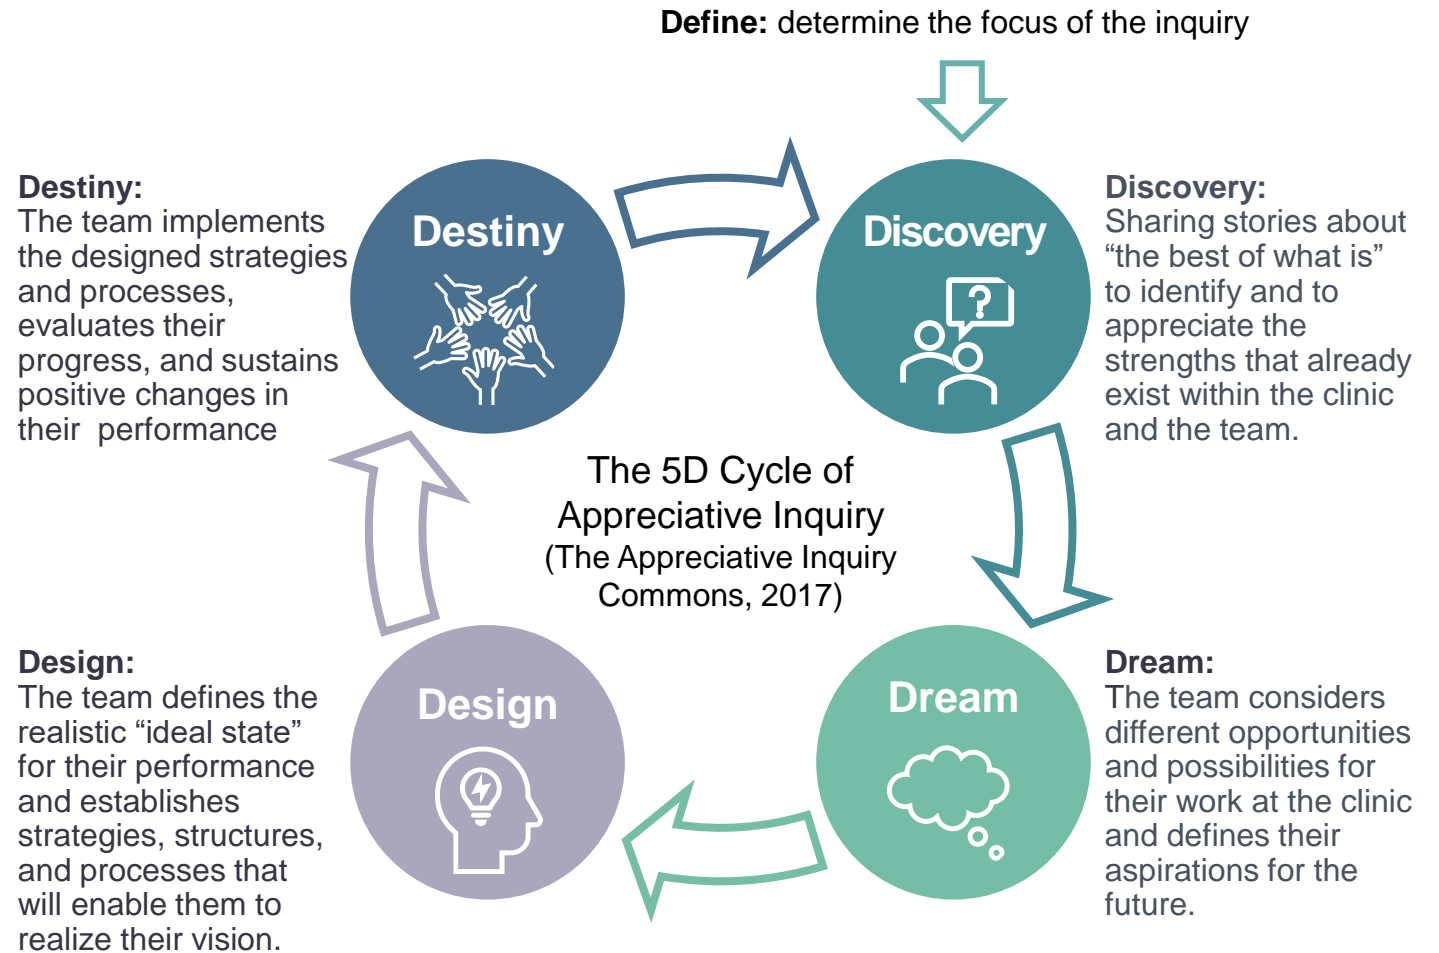 Define: determine the focus of the inquiry
Destiny:
The team implements
the designed strategies
and processes,
evaluates their
progress, and sustains
positive changes in
their  performance
Destiny
Discovery
?
Discovery:
Sharing stories about
“the best of what is”
to identify and to
appreciate the
strengths that already
exist within the clinic
and the team.
The 5D Cycle of
Appreciative Inquiry
(The Appreciative Inquiry
Commons, 2017)
Design:
The team defines the
realistic “ideal state”
for their performance
and establishes
strategies, structures,
and processes that
will enable them to
realize their vision.
Design
Dream
Dream:
The team considers
different opportunities
and possibilities for
their work at the clinic
and defines their
aspirations for the
future.